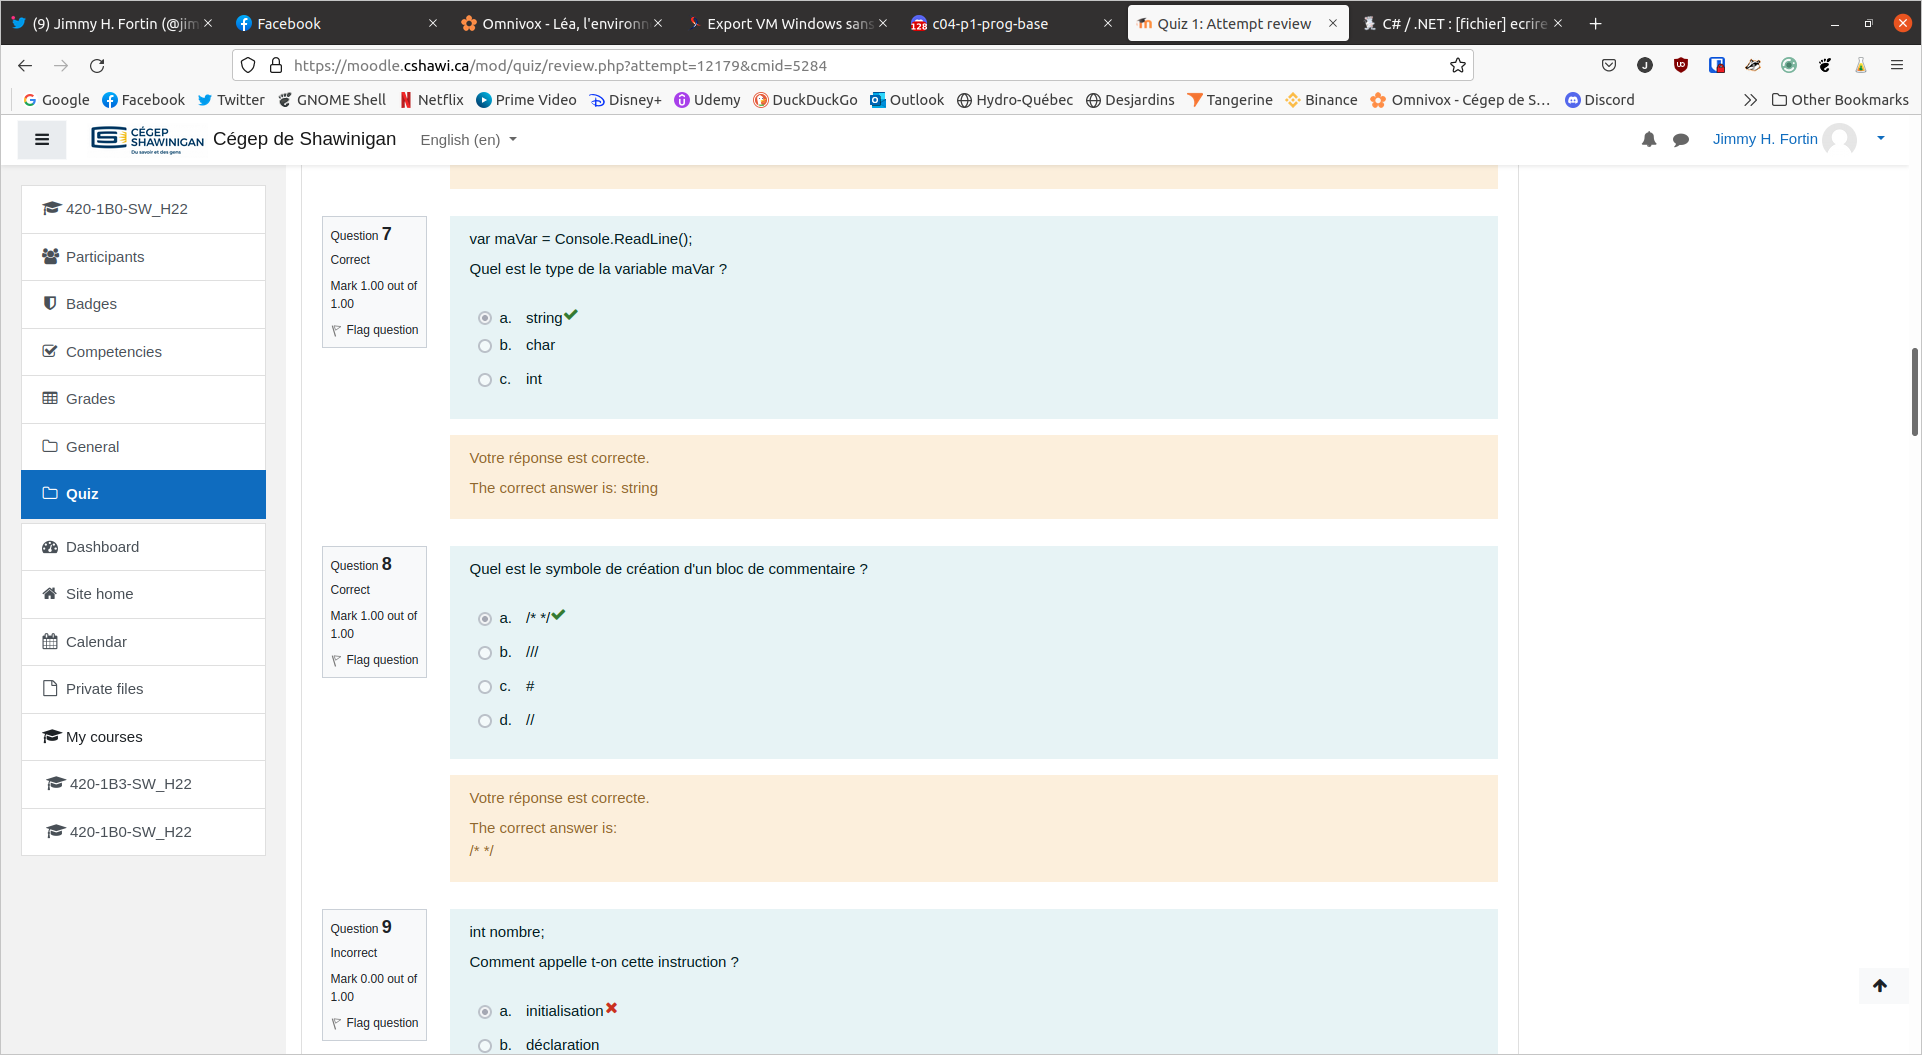 (9) Jimmy H. Fortin (@jim
Facebook
Omnivox - Léa, l'environn
Export VM Windows sans
c04-p1-prog-base
Quiz 1: Attempt review
C# / .NET : [fichier] ecrire
https://moodle.cshawi.ca/mod/quiz/review.php?attempt=12179&cmid=5284
Google
Facebook
Twitter
GNOME Shell
Netflix
Prime Video
Disney+
Udemy
DuckDuckGo
Outlook
Hydro-Québec
Desjardins
Tangerine
Binance
Omnivox - Cégep de S…
Discord
Other Bookmarks
CÉGEP
SHAWINIGAN
Du savoir et des gens
Cégep de Shawinigan
English (en)
Jimmy H. Fortin
420-1B0-SW_H22
Participants
Badges
Competencies
Grades
General
Quiz
Dashboard
Site home
Calendar
Private files
My courses
420-1B3-SW_H22
420-1B0-SW_H22
Question 7
Correct
Mark 1.00 out of
1.00
Flag question
var maVar = Console.ReadLine();
Quel est le type de la variable maVar ?
a. string
b. char
c. int
Votre réponse est correcte.
The correct answer is: string
Question 8
Correct
Mark 1.00 out of
1.00
Flag question
Quel est le symbole de création d'un bloc de commentaire ?
a. /* */
b. ///
c. #
d. //
Votre réponse est correcte.
The correct answer is:
/* */
Question 9
Incorrect
Mark 0.00 out of
1.00
Flag question
int nombre;
Comment appelle t-on cette instruction ?
a. initialisation
b. déclaration